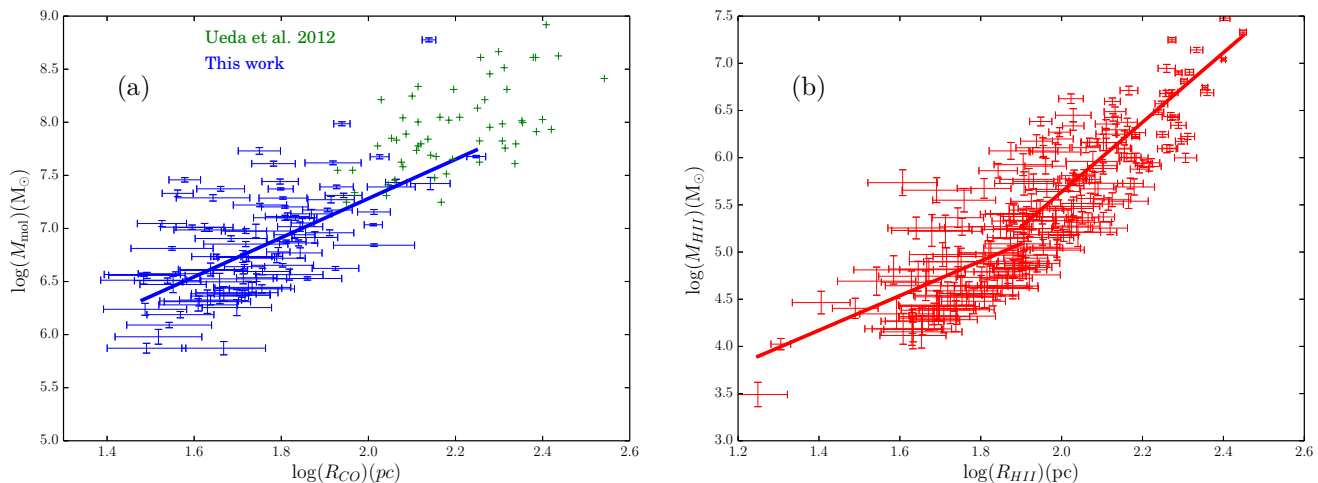 Ueda et al. 2012
This work
(a)
9.0
8.5
8.0
7.5
7.0
6.5
6.0
5.5
5.0
log(M_mol)(M_⊙)
1.4 1.6 1.8 2.0 2.2 2.4 2.6
log(R_CO)(pc)
(b)
7.5
7.0
6.5
6.0
5.5
5.0
4.5
4.0
3.5
3.0
log(M_HII)(M_⊙)
1.2 1.4 1.6 1.8 2.0 2.2 2.4 2.6
log(R_HII)(pc)